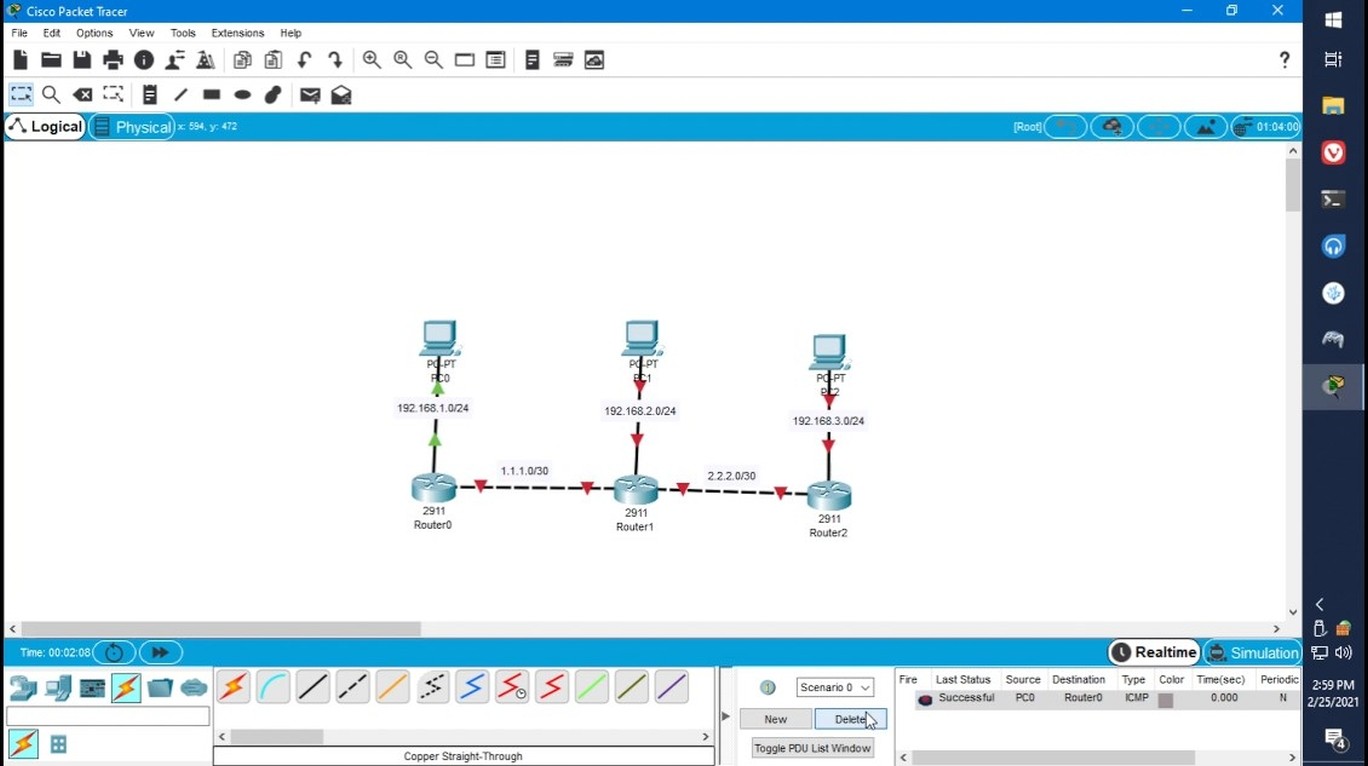 Cisco Packet Tracer
File Edit Options View Tools Extensions Help
?
Logical Physical x: 594, y: 472 [Root] 01:04:00
PC-PT PC-PT
PC0 PC1 PC-PT
PC2
192.168.1.0/24 192.168.2.0/24 192.168.3.0/24
1.1.1.0/30 2.2.2.0/30
2911 2911 2911
Router0 Router1 Router2
Time: 00:02:08 Realtime Simulation
Scenario 0
New Delete
Toggle PDU List Window
Copper Straight-Through
Fire Last Status Source Destination Type Color Time(sec) Periodic
Successful PC0 Router0 ICMP 0.000 N
2:59 PM
2/25/2021
4